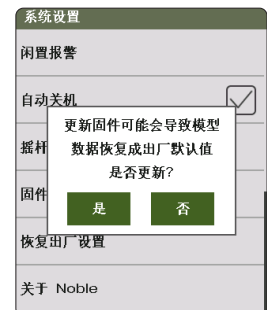 系统设置
闲置报警
自动关机
更新固件可能会导致模型
数据恢复成出厂默认值
是否更新?
摇杆
固件
是 否
恢复出厂设置
关于 Noble